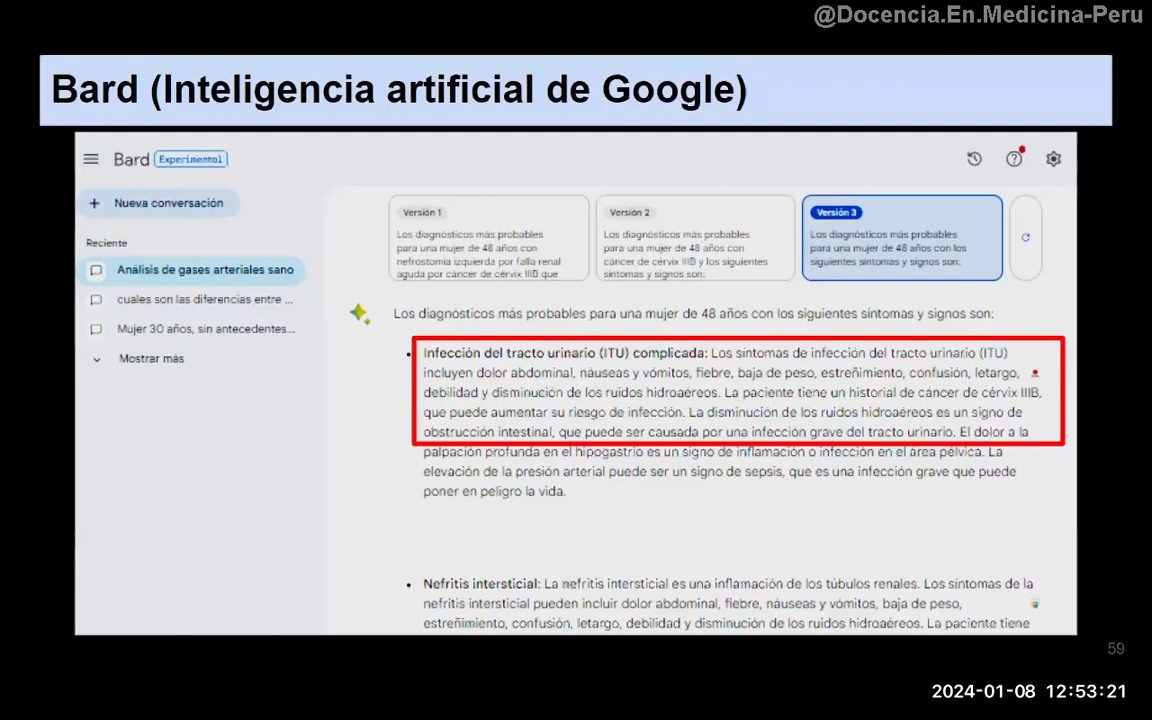 @Docencia.En.Medicina-Peru
Bard (Inteligencia artificial de Google)
Bard Experimental
Nueva conversación
Reciente
Análisis de gases arteriales sano
cuales son las diferencias entre ...
Mujer 30 años, sin antecedentes...
Mostrar más
Versión 1
Los diagnósticos más probables
para una mujer de 48 años con
nefrostomia izquierda por falla renal
aguda por cáncer de cérvix IIIB que
Versión 2
Los diagnósticos más probables
para una mujer de 48 años con
cáncer de cérvix IIIB y los siguientes
síntomas y signos son:
Versión 3
Los diagnósticos más probables
para una mujer de 48 años con los
siguientes síntomas y signos son:
Los diagnósticos más probables para una mujer de 48 años con los siguientes síntomas y signos son:
• Infección del tracto urinario (ITU) complicada: Los síntomas de infección del tracto urinario (ITU)
incluyen dolor abdominal, náuseas y vómitos, fiebre, baja de peso, estreñimiento, confusión, letargo,
debilidad y disminución de los ruidos hidroaéreos. La paciente tiene un historial de cáncer de cérvix IIIB,
que puede aumentar su riesgo de infección. La disminución de los ruidos hidroaéreos es un signo de
obstrucción intestinal, que puede ser causada por una infección grave del tracto urinario. El dolor a la
palpación profunda en el hipogastrio es un signo de inflamación o infección en el área pélvica. La
elevación de la presión arterial puede ser un signo de sepsis, que es una infección grave que puede
poner en peligro la vida.
• Nefritis intersticial: La nefritis intersticial es una inflamación de los túbulos renales. Los síntomas de la
nefritis intersticial pueden incluir dolor abdominal, fiebre, náuseas y vómitos, baja de peso,
estreñimiento, confusión, letargo, debilidad y disminución de los ruidos hidroaéreos. La paciente tiene
59
2024-01-08 12:53:21